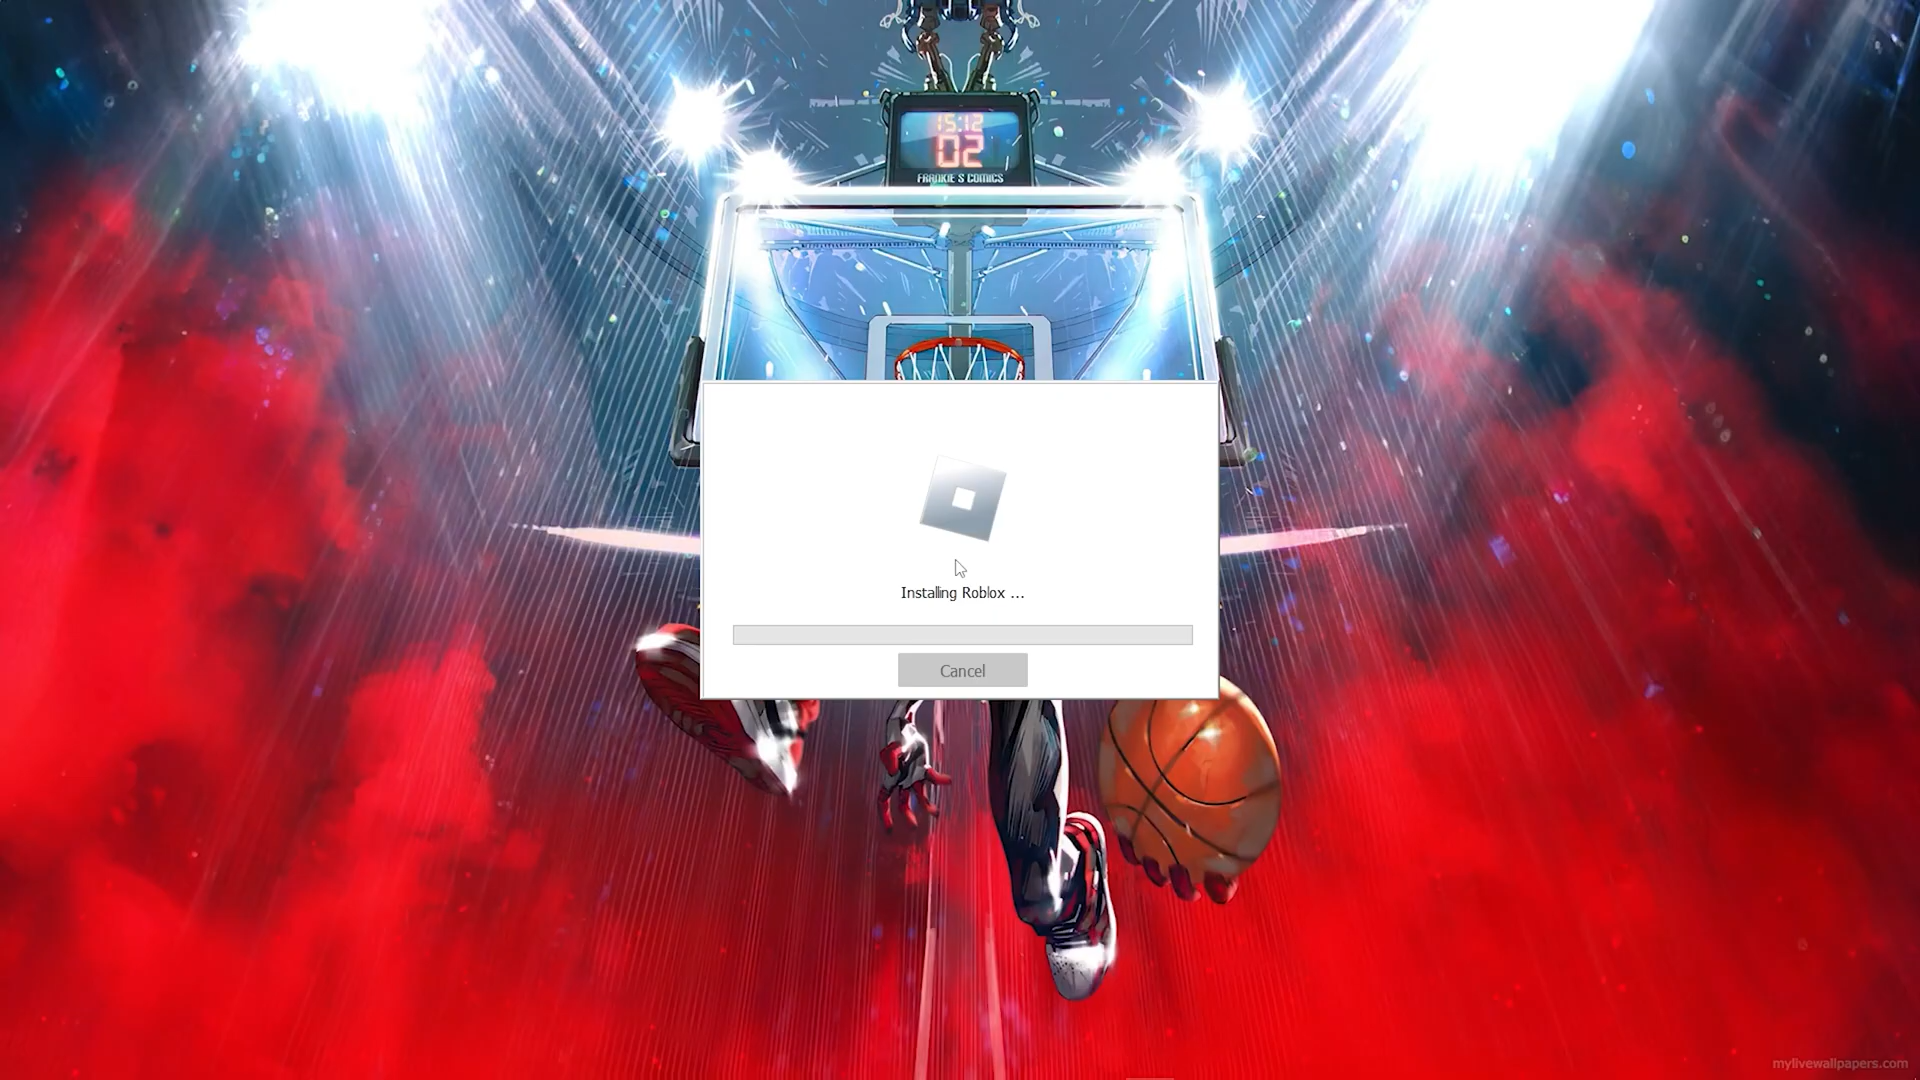 15:12
02
FRANKIE'S COMICS
Installing Roblox ...
Cancel
mylivewallpapers.com